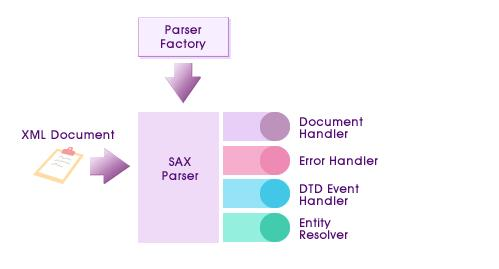 Parser
Factory
XML Document
SAX
Parser
Document
Handler
Error Handler
DTD Event
Handler
Entity
Resolver